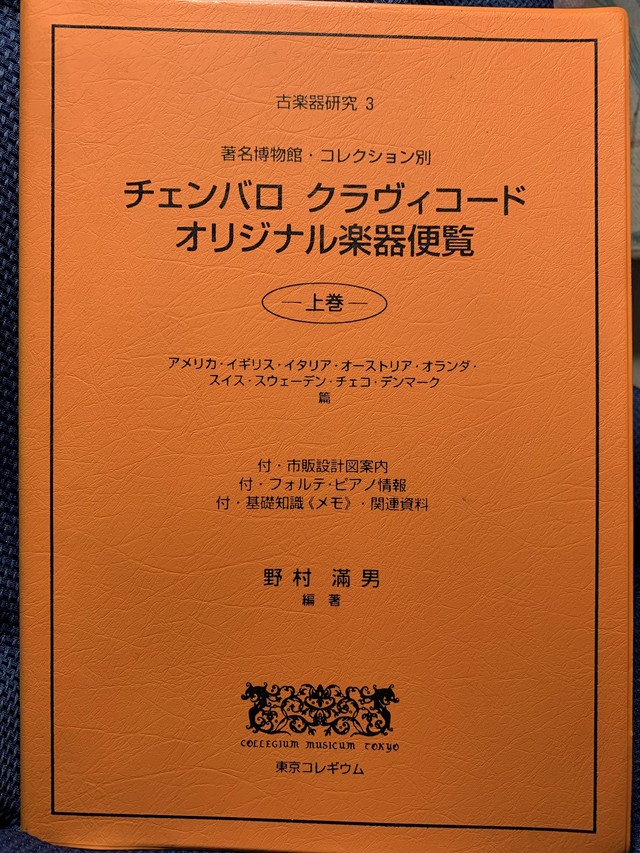 古楽器研究 3
著名博物館・コレクション別
チェンバロ クラヴィコード
オリジナル楽器便覧
―上巻―
アメリカ・イギリス・イタリア・オーストリア・オランダ・
スイス・スウェーデン・チェコ・デンマーク
篇
付・市販設計図案内
付・フォルテ・ピアノ情報
付・基礎知識《メモ》・関連資料
野村 滿男
編著
COLLEGIUM MUSICUM TOKYO
東京コレギウム